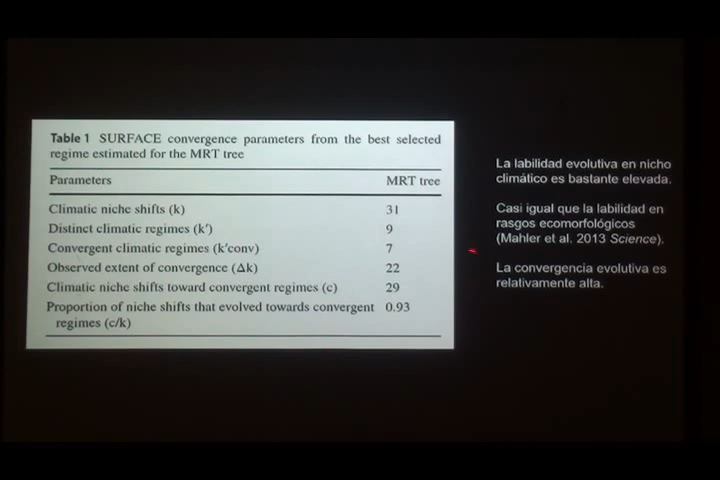 Table 1 SURFACE convergence parameters from the best selected
regime estimated for the MRT tree
Parameters MRT tree
Climatic niche shifts (k) 31
Distinct climatic regimes (k′) 9
Convergent climatic regimes (k′conv) 7
Observed extent of convergence (Δk) 22
Climatic niche shifts toward convergent regimes (c) 29
Proportion of niche shifts that evolved towards convergent 0.93
regimes (c/k)
La labilidad evolutiva en nicho
climático es bastante elevada.
Casi igual que la labilidad en
rasgos ecomorfológicos
(Mahler et al. 2013 Science).
La convergencia evolutiva es
relativamente alta.